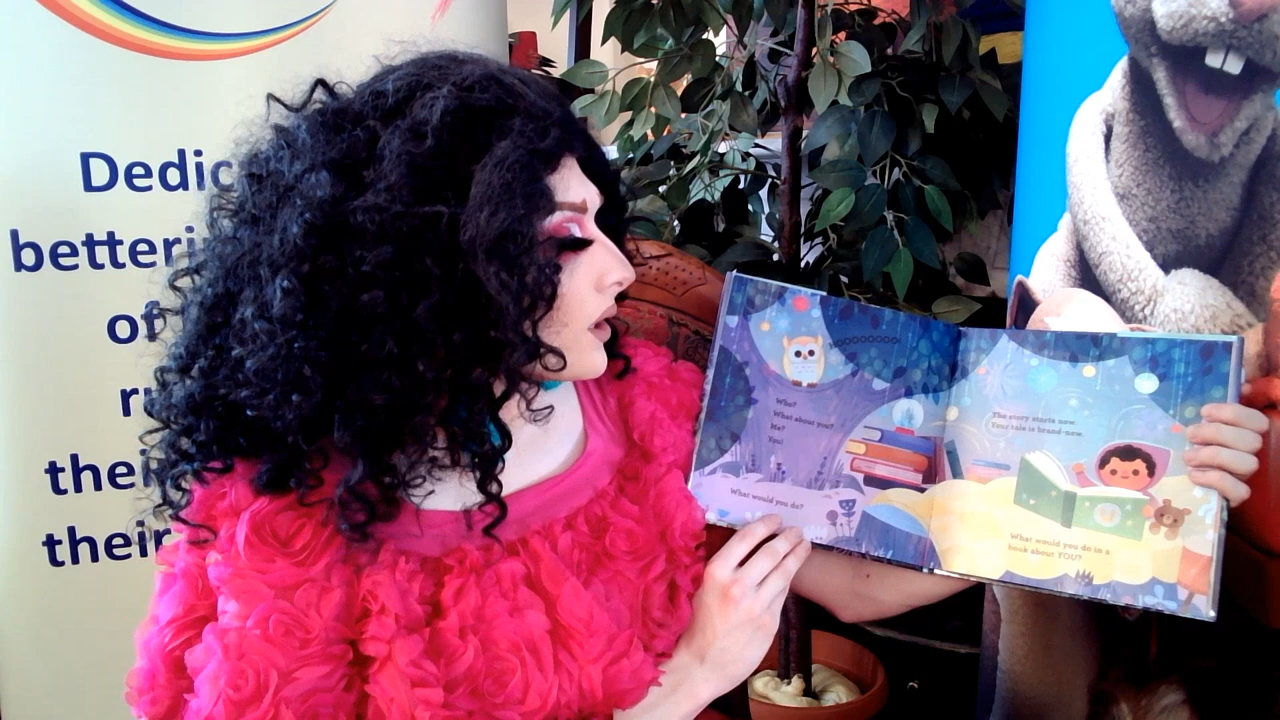 Dedic
betteri
of
r
thei
their
HOOOOOOOO!
Who?
What about you?
Me?
You!
What would you do?
The story starts now.
Your tale is brand-new.
What would you do in a
book about YOU?